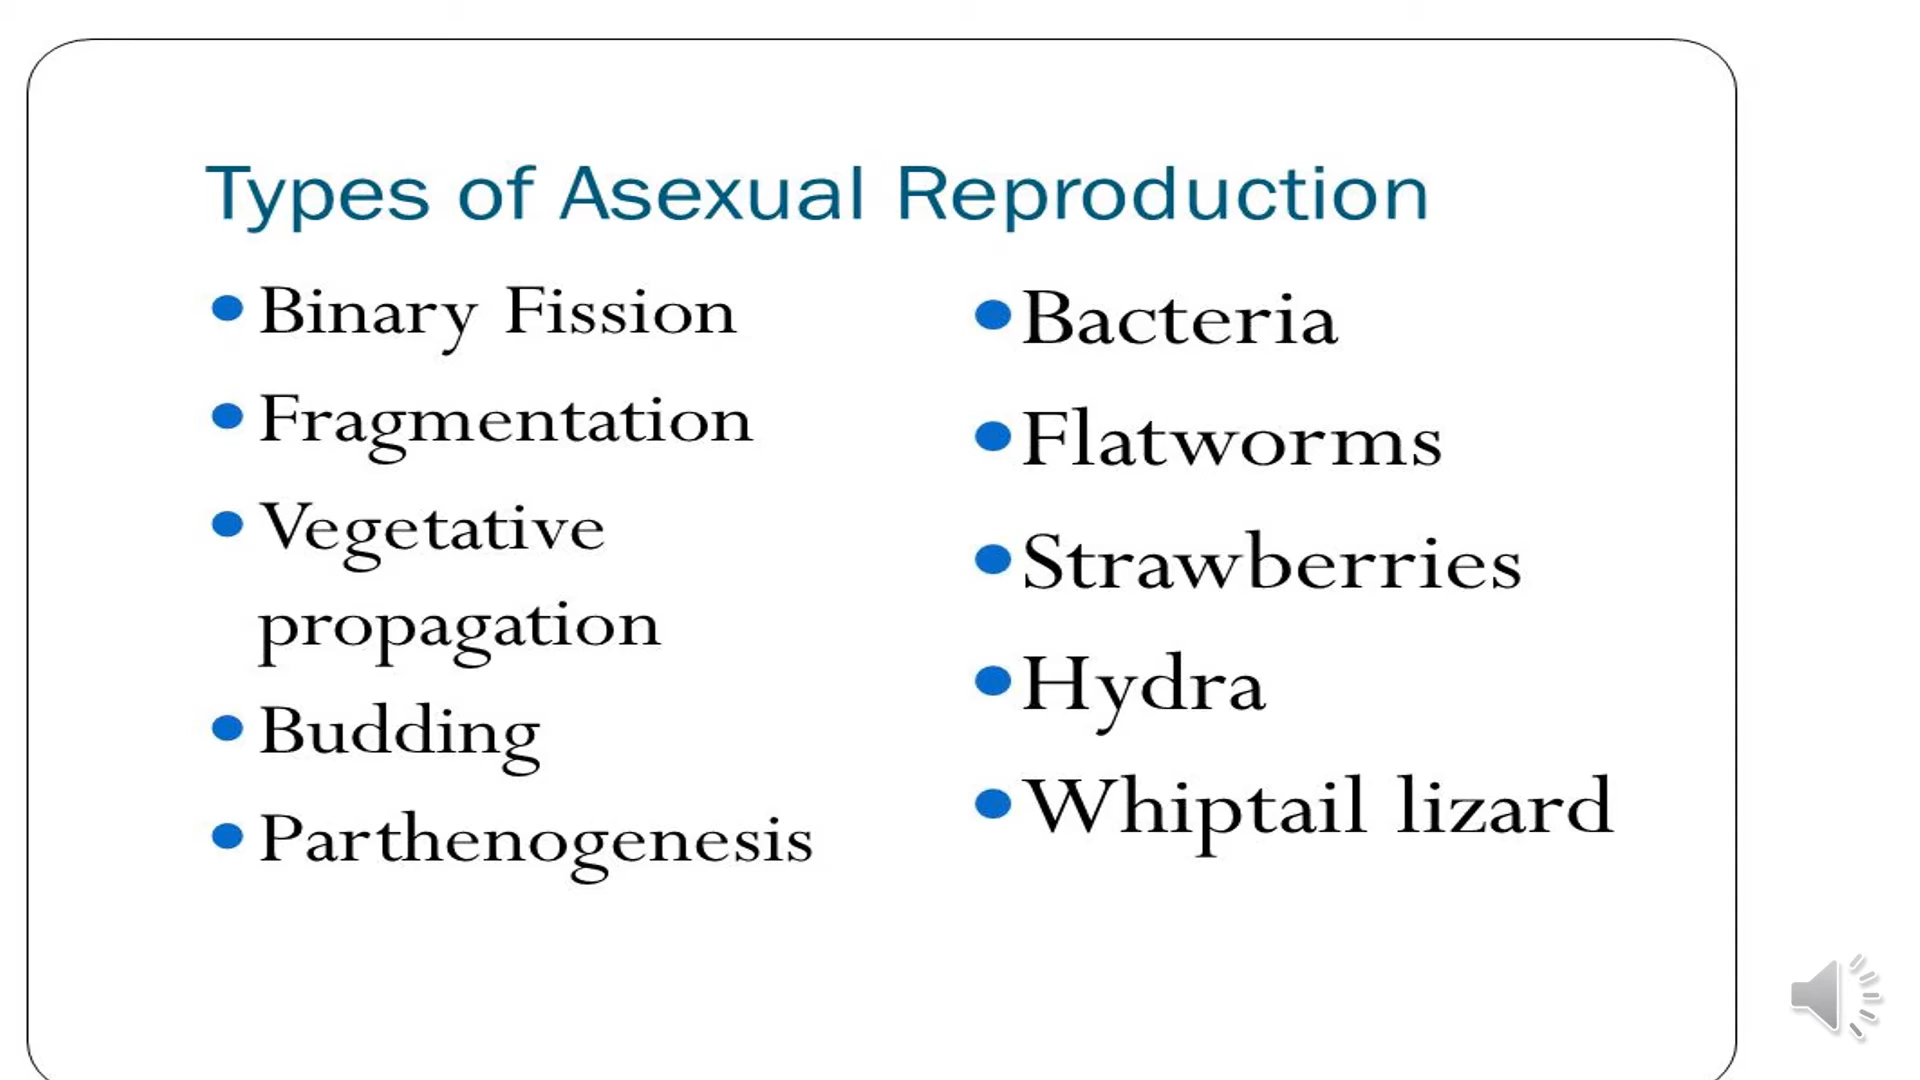 Types of Asexual Reproduction
Binary Fission
Fragmentation
Vegetative
propagation
Budding
Parthenogenesis
Bacteria
Flatworms
Strawberries
Hydra
Whiptail lizard